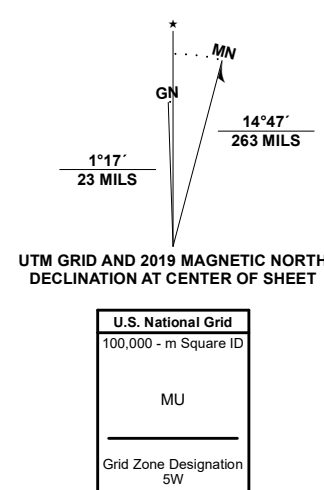 ★
MN
GN
14°47´
263 MILS
1°17´
23 MILS
UTM GRID AND 2019 MAGNETIC NORTH
DECLINATION AT CENTER OF SHEET
U.S. National Grid
100,000 - m Square ID
MU
Grid Zone Designation
5W